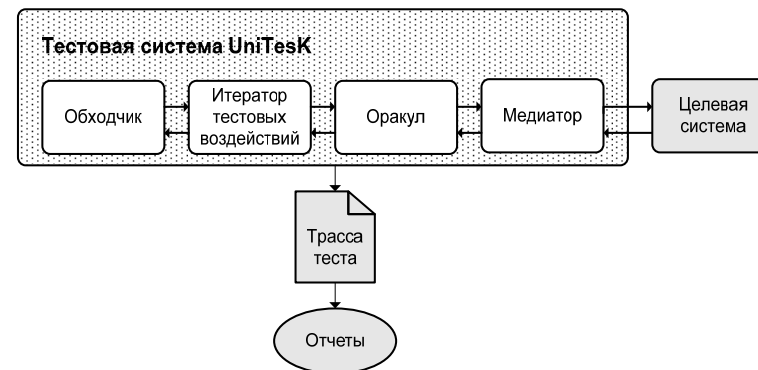 Тестовая система UniTesK
Обходчик
Итератор
тестовых
воздействий
Оракул
Медиатор
Целевая
система
Трасса
теста
Отчеты